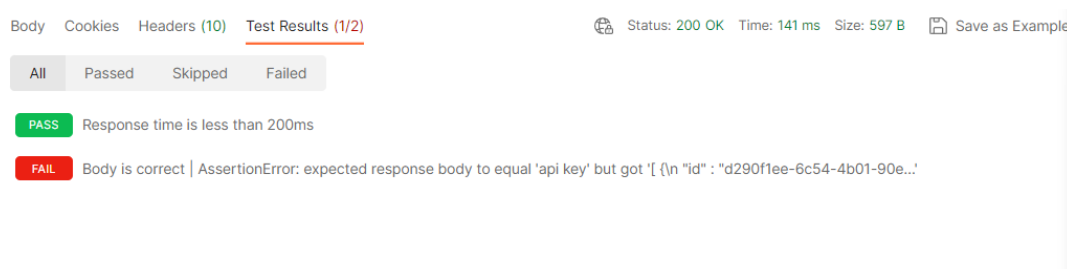 Body Cookies Headers (10) Test Results (1/2) Status: 200 OK Time: 141 ms Size: 597 B Save as Example
All Passed Skipped Failed
PASS Response time is less than 200ms
FAIL Body is correct | AssertionError: expected response body to equal 'api key' but got '[ {\n "id" : "d290f1ee-6c54-4b01-90e...'